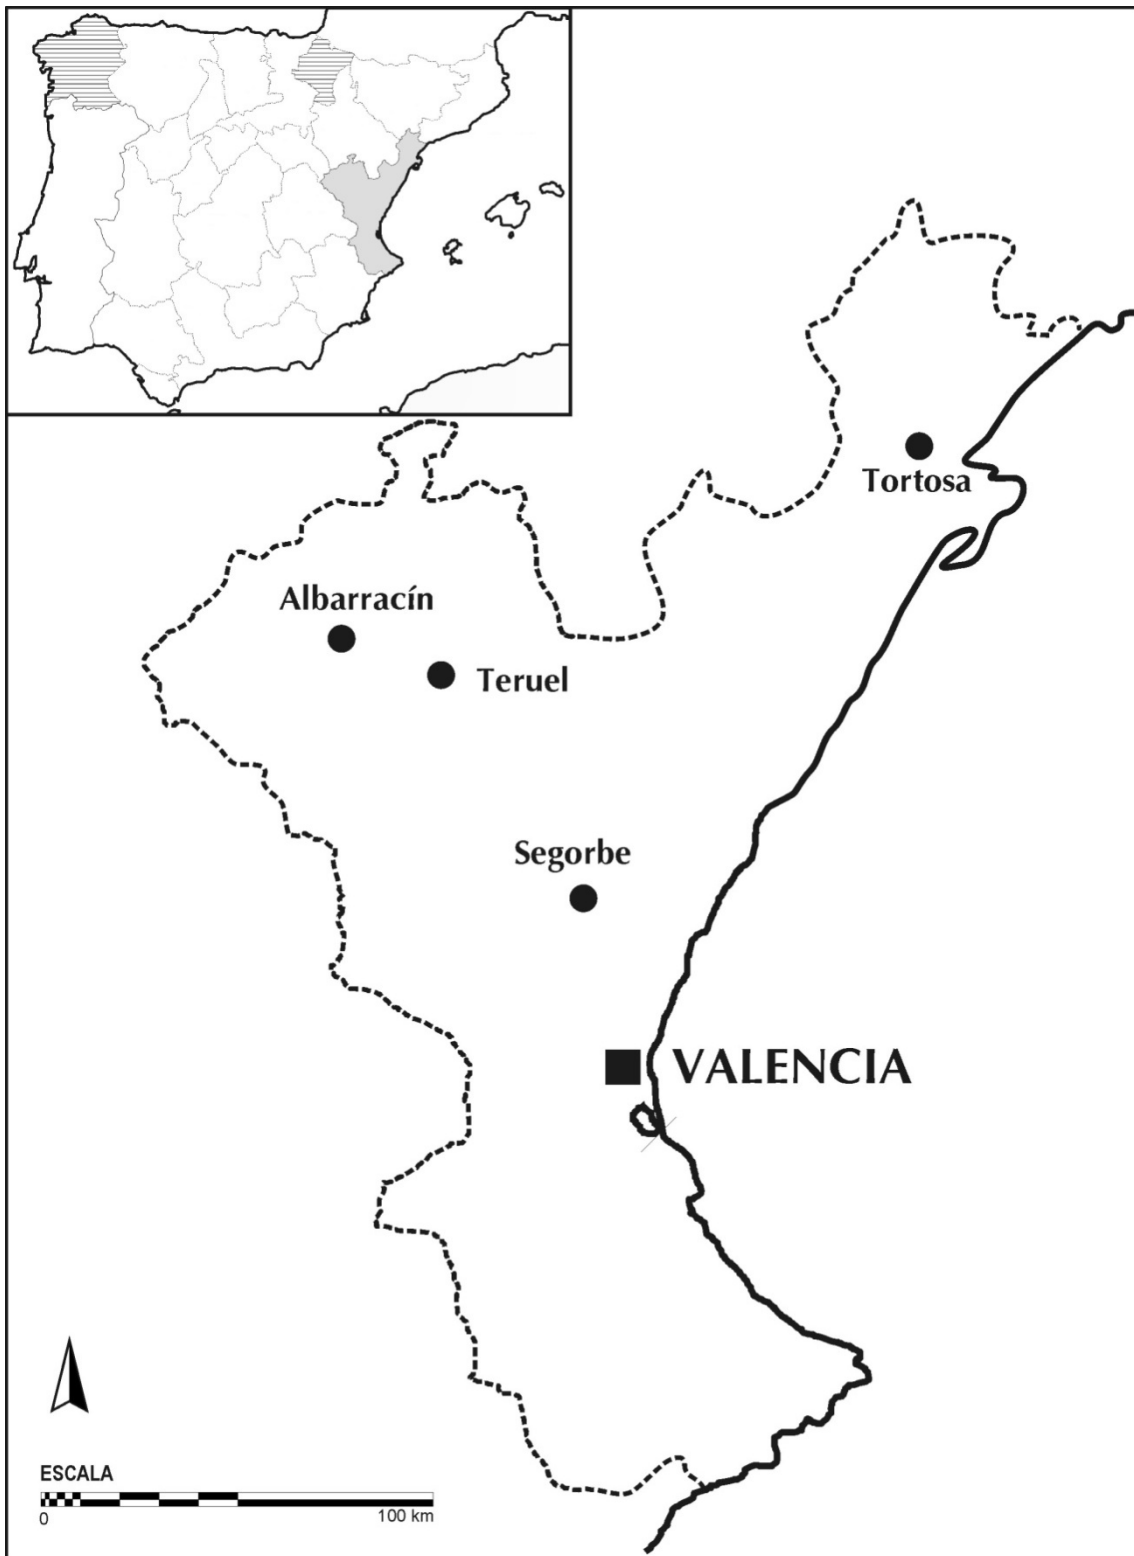 Tortosa
Albarracín
Teruel
Segorbe
VALENCIA
ESCALA
0
100 km